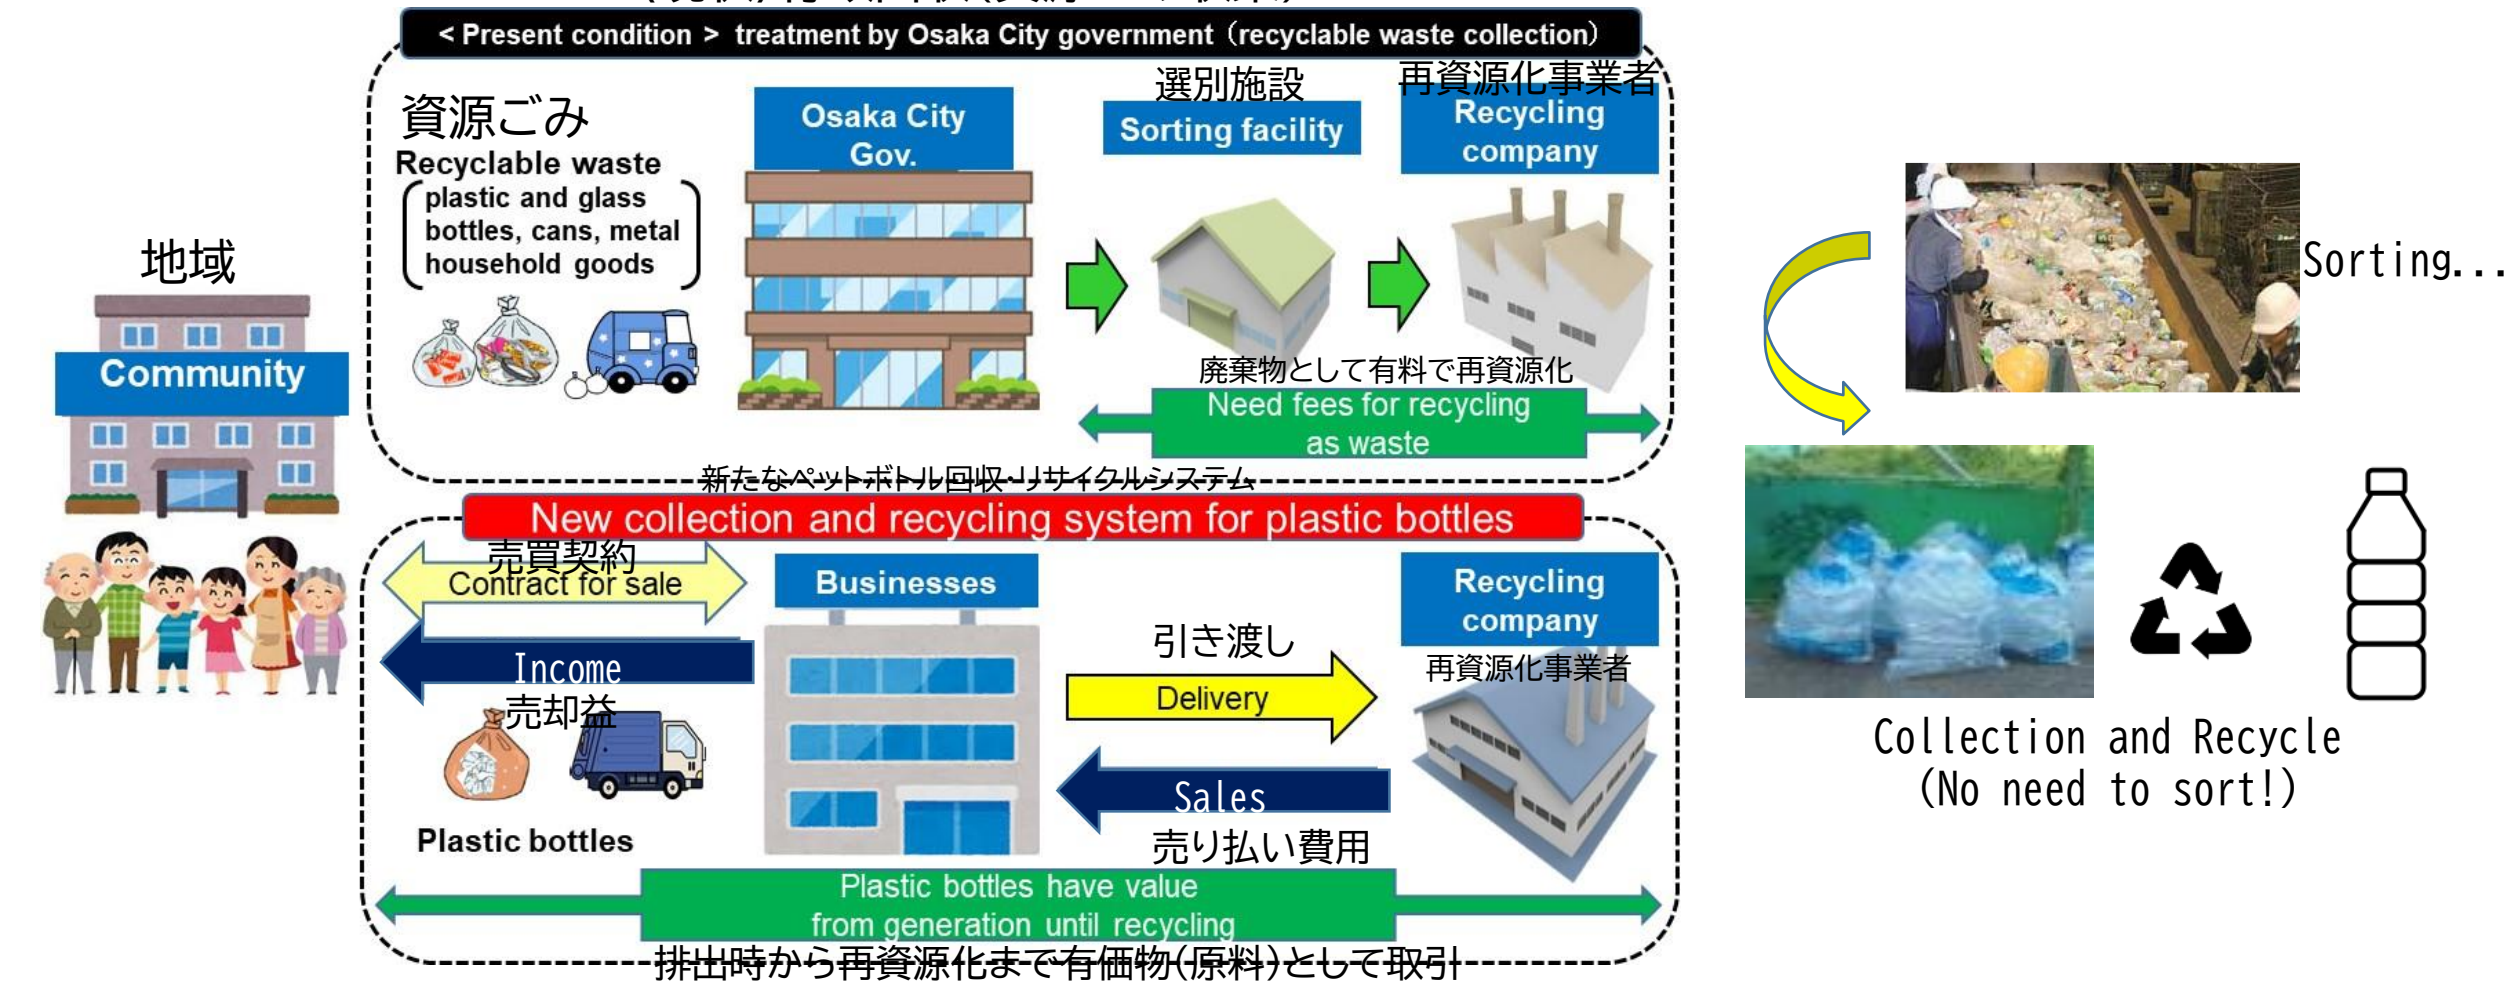 < Present condition > treatment by Osaka City government (recyclable waste collection)
地域
Community
資源ごみ
Recyclable waste
plastic and glass
bottles, cans, metal
household goods
Osaka City
Gov.
選別施設
Sorting facility
再資源化事業者
Recycling
company
廃棄物として有料で再資源化
Need fees for recycling
as waste
新たなペットボトル回収・リサイクルシステム
New collection and recycling system for plastic bottles
売買契約
Contract for sale
Income
売却益
Plastic bottles
Businesses
引き渡し
Delivery
Sales
売り払い費用
Recycling
company
再資源化事業者
Plastic bottles have value
from generation until recycling
排出時から再資源化まで有価物(原料)として取引
Sorting...
Collection and Recycle
(No need to sort!)